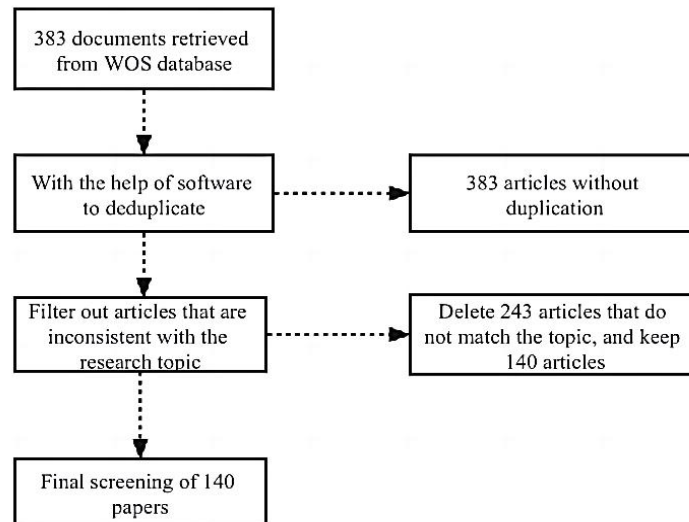 383 documents retrieved
from WOS database
With the help of software
to deduplicate
383 articles without
duplication
Filter out articles that are
inconsistent with the
research topic
Delete 243 articles that do
not match the topic, and keep
140 articles
Final screening of 140
papers